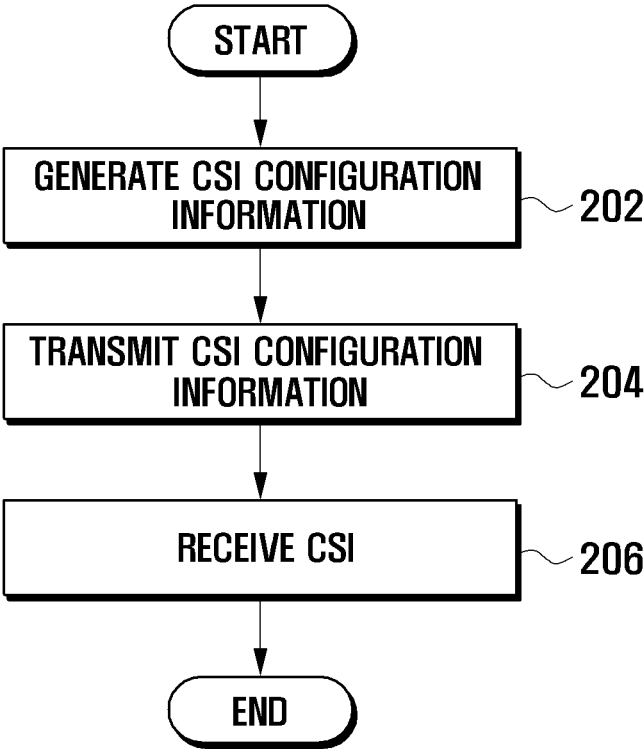 START
GENERATE CSI CONFIGURATION
INFORMATION
202
TRANSMIT CSI CONFIGURATION
INFORMATION
204
RECEIVE CSI
206
END